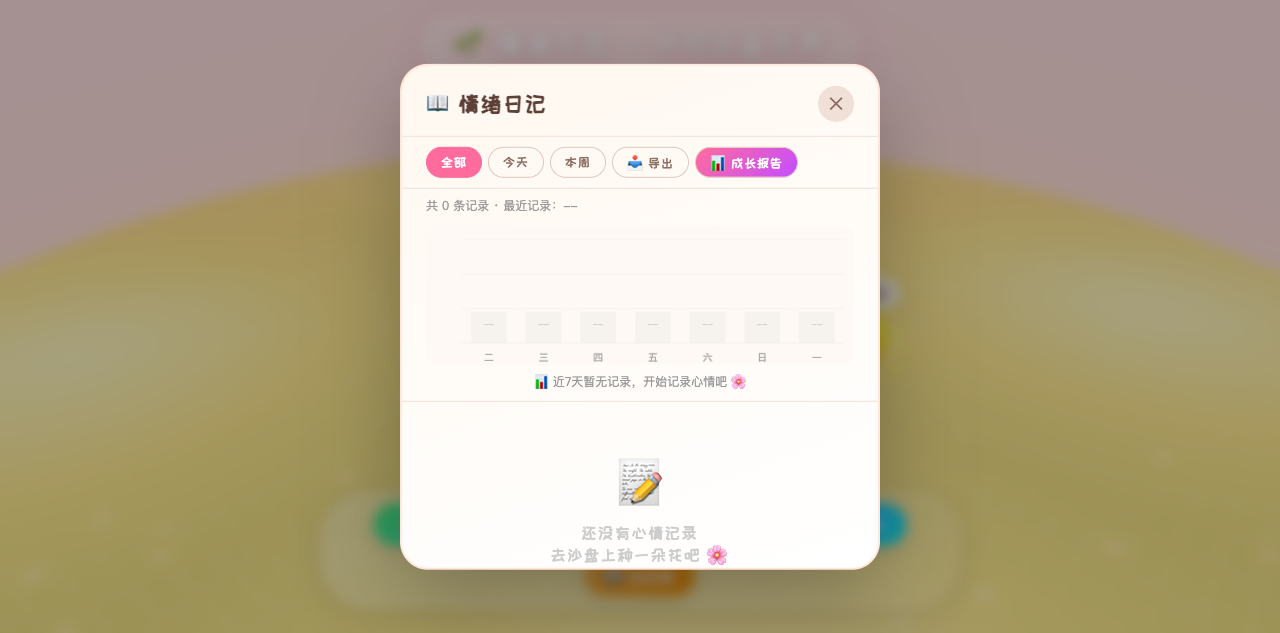 情绪日记
全部 今天 本周 导出 成长报告
共 0 条记录 · 最近记录: --
-- -- -- -- -- -- --
二 三 四 五 六 日 一
近7天暂无记录，开始记录心情吧
还没有心情记录
去沙盘上种一朵花吧